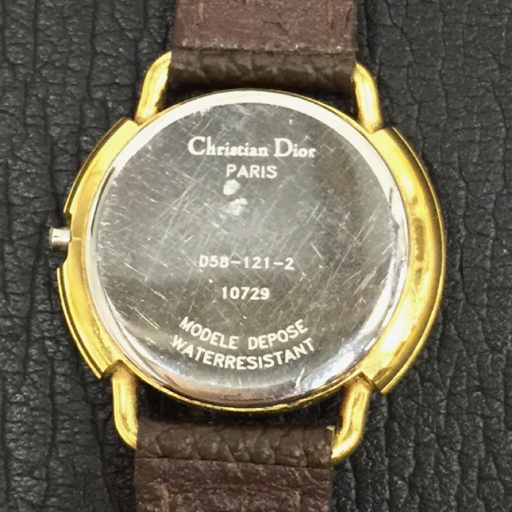 Christian Dior
PARIS
D58-121-2
10729
MODELE DEPOSE
WATERRESISTANT